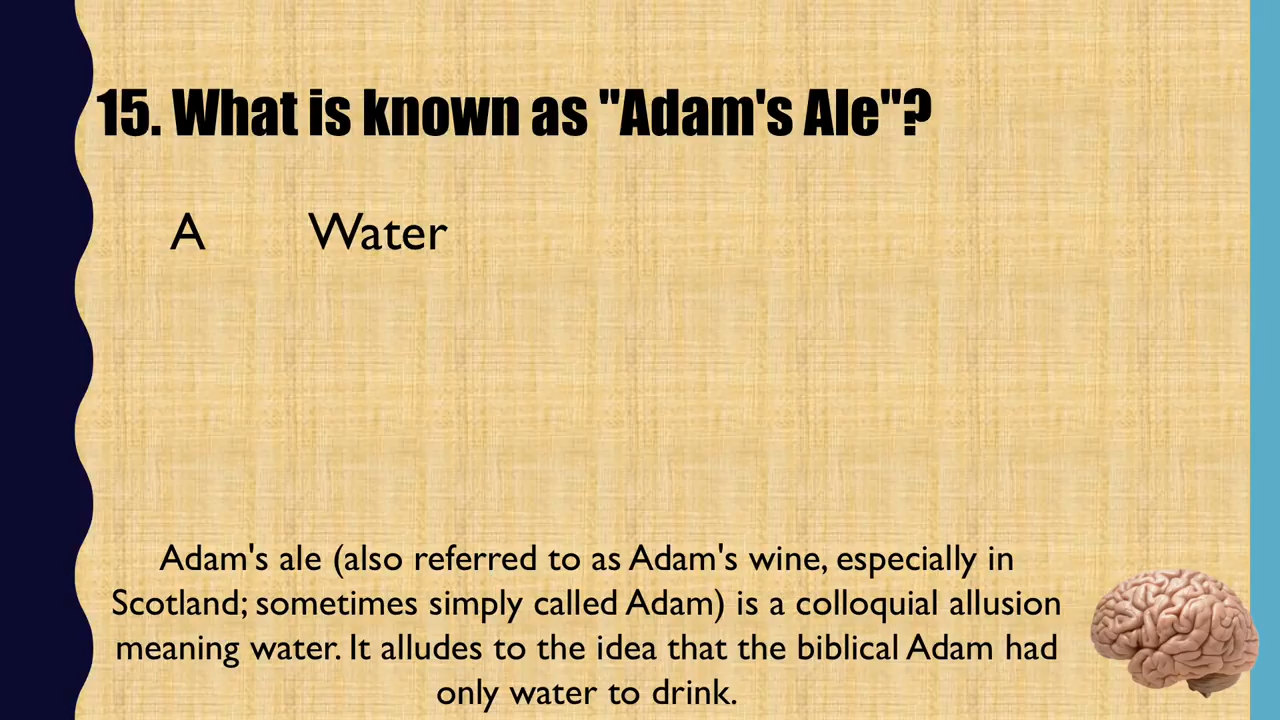 15. What is known as "Adam's Ale"?
A Water
Adam's ale (also referred to as Adam's wine, especially in
Scotland; sometimes simply called Adam) is a colloquial allusion
meaning water. It alludes to the idea that the biblical Adam had
only water to drink.